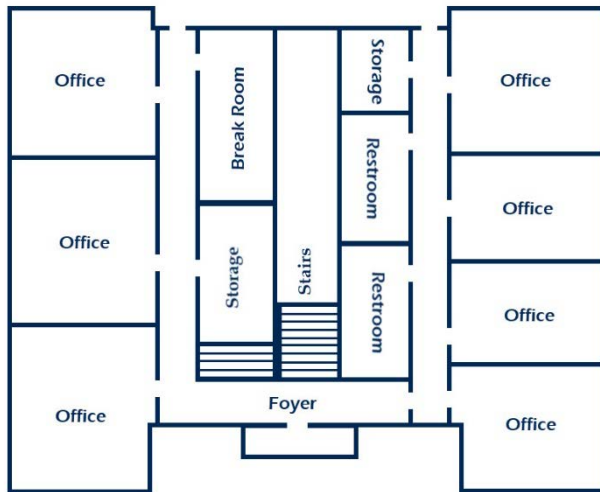 Office
Office
Office
Break Room
Storage
Stairs
Storage
Restroom
Restroom
Foyer
Office
Office
Office
Office